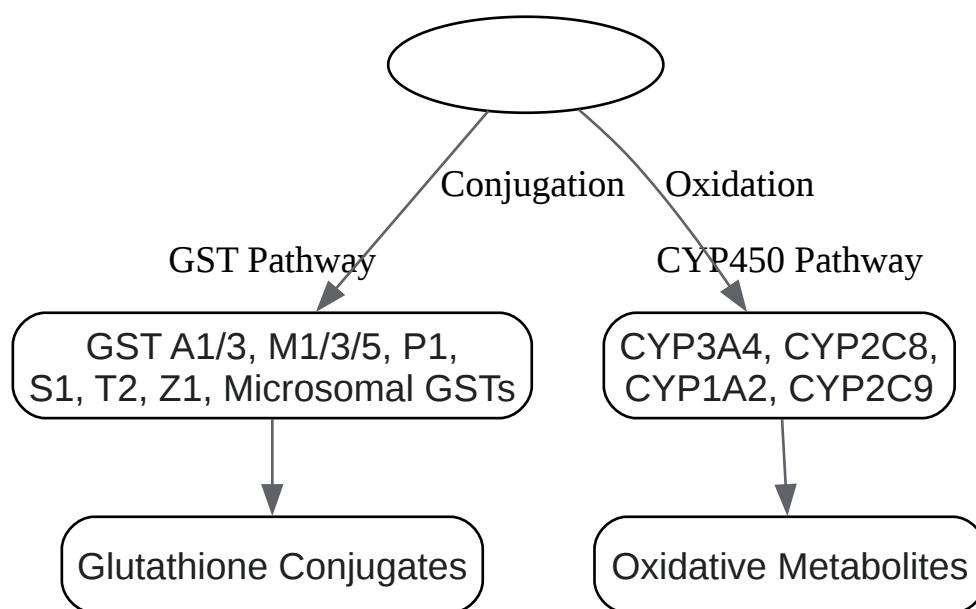 Conjugation
Oxidation
GST Pathway
CYP450 Pathway
GST A1/3, M1/3/5, P1,
S1, T2, Z1, Microsomal GSTs
CYP3A4, CYP2C8,
CYP1A2, CYP2C9
Glutathione Conjugates
Oxidative Metabolites